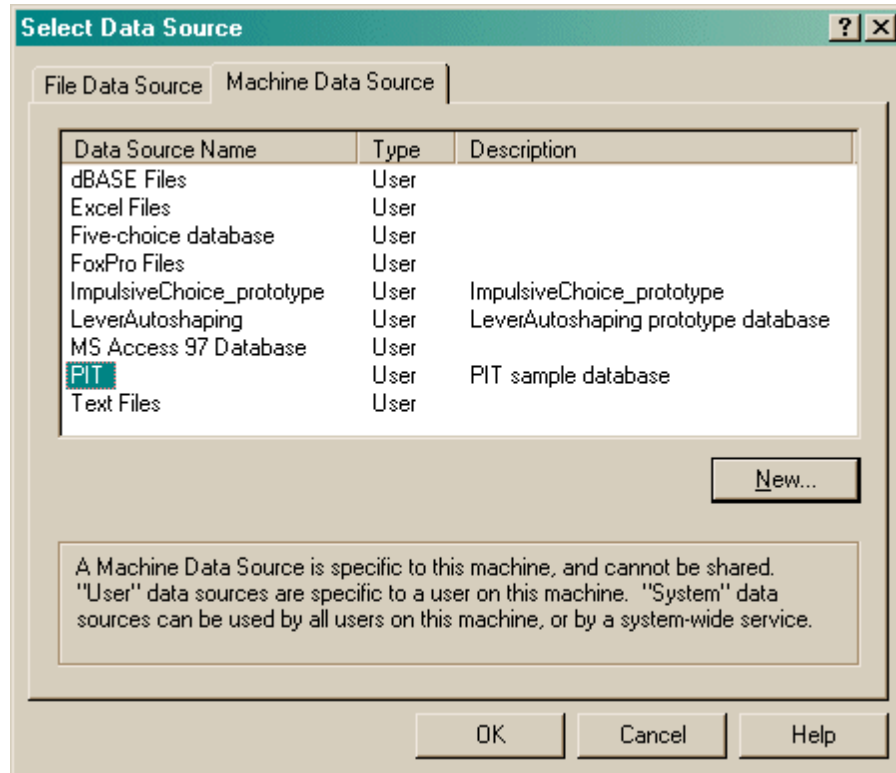 Select Data Source ? ×
File Data Source Machine Data Source
Data Source Name Type Description
dBASE Files User
Excel Files User
Five-choice database User
FoxPro Files User
ImpulsiveChoice_prototype User ImpulsiveChoice_prototype
LeverAutoshaping User LeverAutoshaping prototype database
MS Access 97 Database User
PIT User PIT sample database
Text Files User
New...
A Machine Data Source is specific to this machine, and cannot be shared.
"User" data sources are specific to a user on this machine. "System" data
sources can be used by all users on this machine, or by a system-wide service.
OK Cancel Help